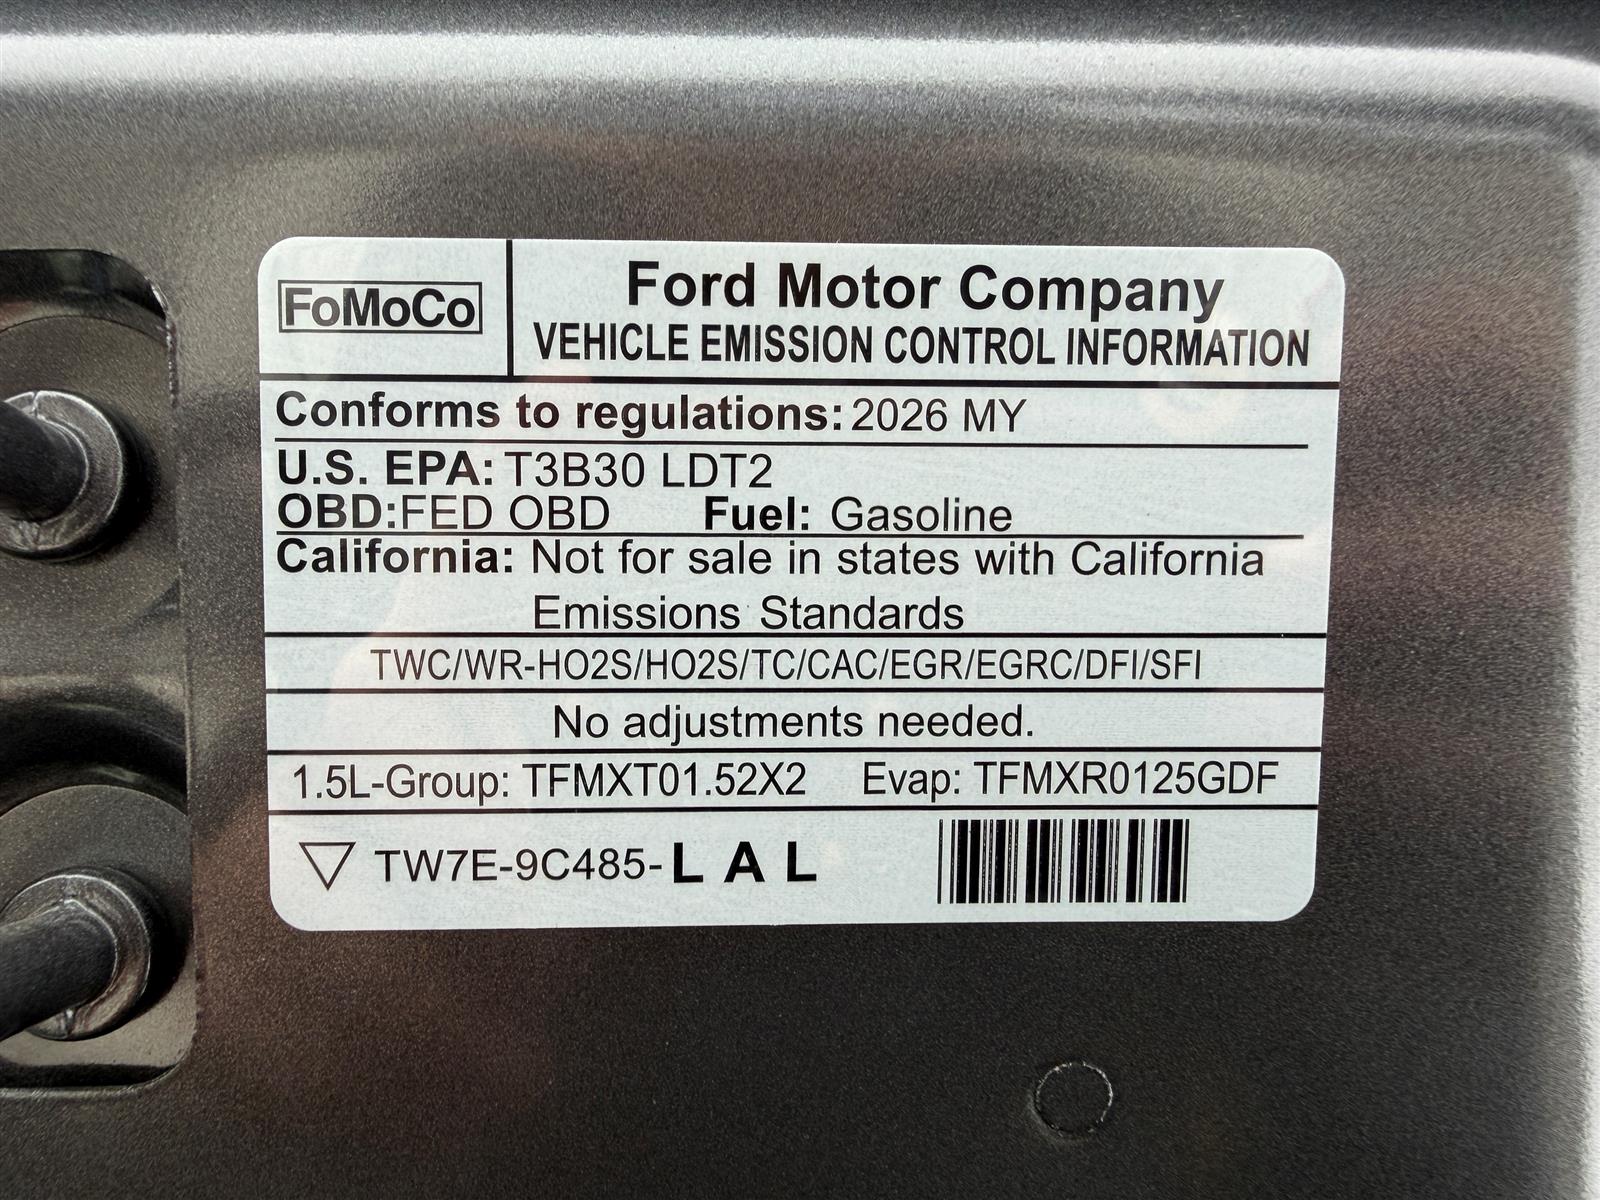 FoMoCo
Ford Motor Company
VEHICLE EMISSION CONTROL INFORMATION
Conforms to regulations: 2026 MY
U.S. EPA: T3B30 LDT2
OBD:FED OBD Fuel: Gasoline
California: Not for sale in states with California
Emissions Standards
TWC/WR-HO2S/HO2S/TC/CAC/EGR/EGRC/DFI/SFI
No adjustments needed.
1.5L-Group: TFMXT01.52X2 Evap: TFMXR0125GDF
TW7E-9C485-L A L